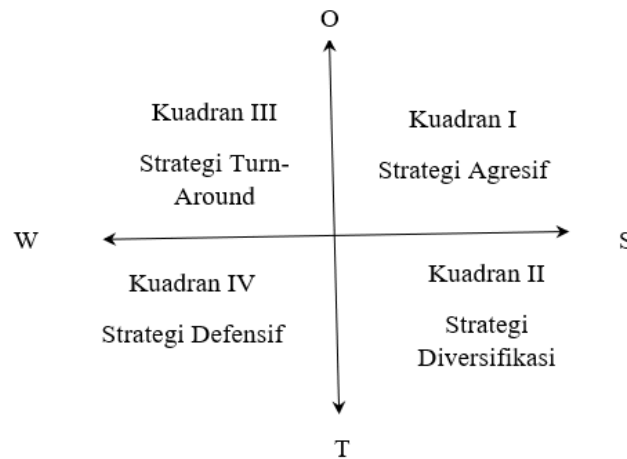 O
Kuadran III
Strategi Turn-
Around
Kuadran I
Strategi Agresif
W
S
Kuadran IV
Strategi Defensif
Kuadran II
Strategi
Diversifikasi
T